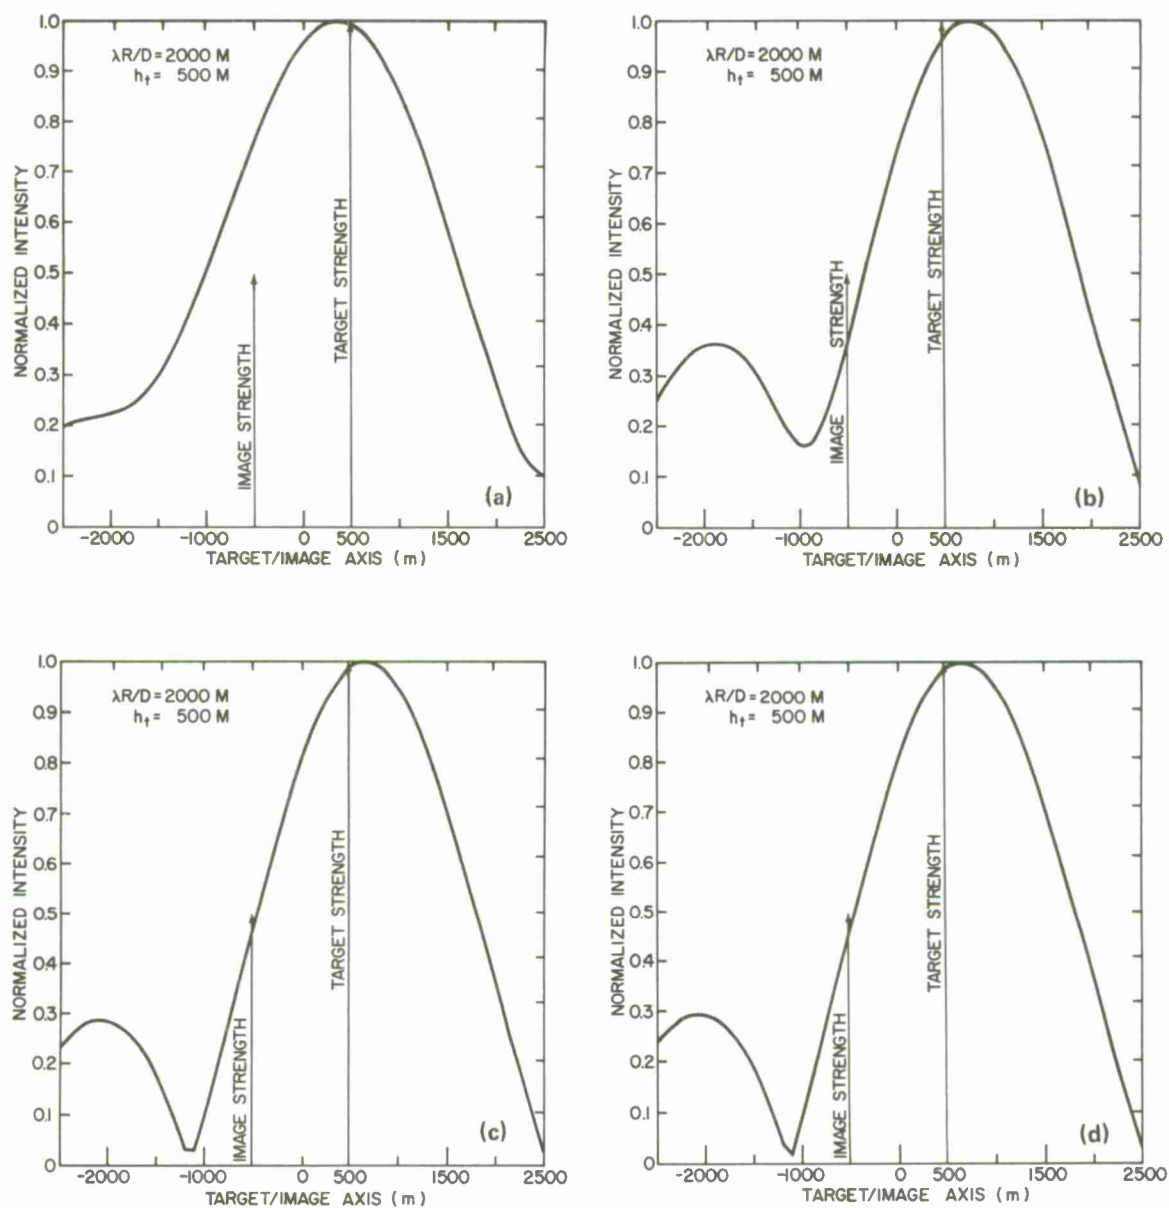 1.0
0.9
0.8
0.7
0.6
0.5
0.4
0.3
0.2
0.1
0
NORMALIZED INTENSITY
λR/D = 2000 M
h_t = 500 M
IMAGE STRENGTH
TARGET STRENGTH
(a)
-2000 -1000 0 500 1500 2500
TARGET/IMAGE AXIS (m)
1.0
0.9
0.8
0.7
0.6
0.5
0.4
0.3
0.2
0.1
0
NORMALIZED INTENSITY
λR/D = 2000 M
h_t = 500 M
IMAGE STRENGTH
TARGET STRENGTH
(b)
-2000 -1000 0 500 1500 2500
TARGET/IMAGE AXIS (m)
1.0
0.9
0.8
0.7
0.6
0.5
0.4
0.3
0.2
0.1
0
NORMALIZED INTENSITY
λR/D = 2000 M
h_t = 500 M
IMAGE STRENGTH
TARGET STRENGTH
(c)
-2000 -1000 0 500 1500 2500
TARGET/IMAGE AXIS (m)
1.0
0.9
0.8
0.7
0.6
0.5
0.4
0.3
0.2
0.1
0
NORMALIZED INTENSITY
λR/D = 2000 M
h_t = 500 M
IMAGE STRENGTH
TARGET STRENGTH
(d)
-2000 -1000 0 500 1500 2500
TARGET/IMAGE AXIS (m)